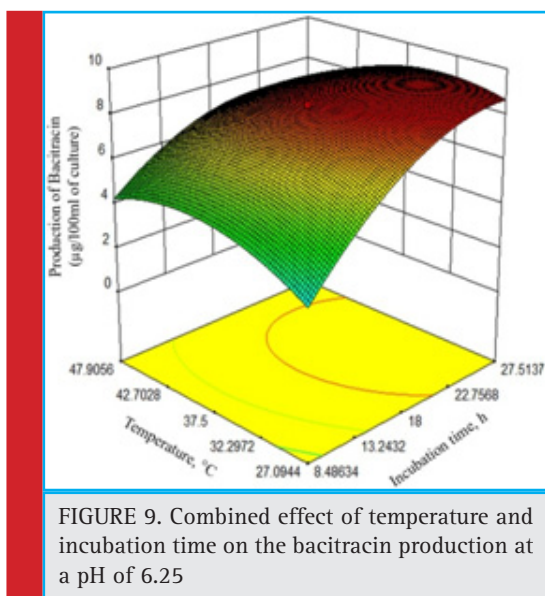 10
8
6
4
2
0
Production of Bacitracin
(µg/100ml of culture)
47.9056
42.7028
37.5
32.2972
27.0944
Temperature, °C
8.48634
13.2432
18
22.7568
27.5137
Incubation time, h
FIGURE 9. Combined effect of temperature and
incubation time on the bacitracin production at
a pH of 6.25